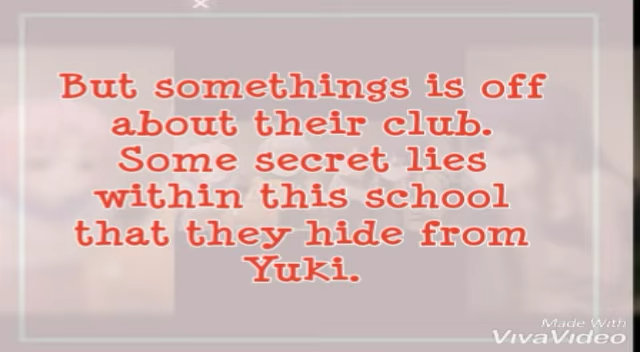 But somethings is off
about their club.
Some secret lies
within this school
that they hide from
Yuki.
Made With
VivaVideo